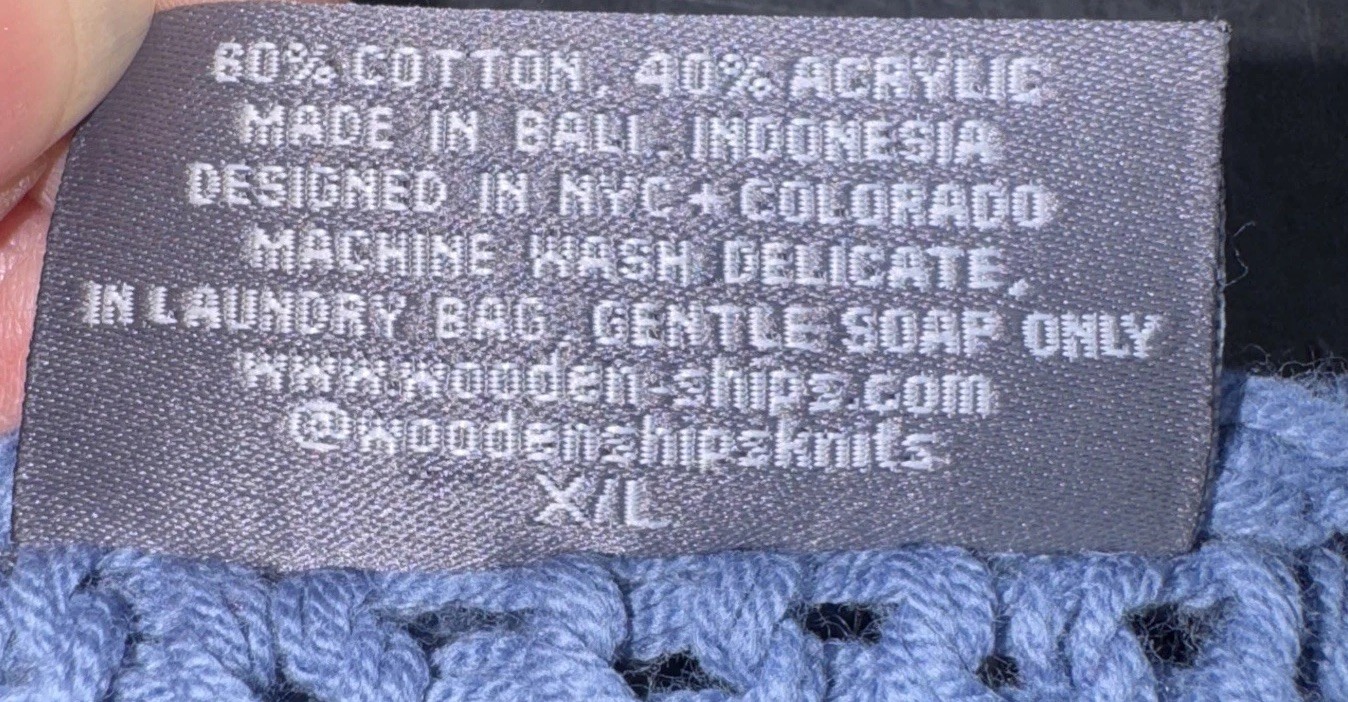 60% COTTON, 40% ACRYLIC
MADE IN BALI, INDONESIA
DESIGNED IN NYC + COLORADO
MACHINE WASH DELICATE,
IN LAUNDRY BAG, GENTLE SOAP ONLY
www.wooden-ships.com
@woodenshipsknits
X/L